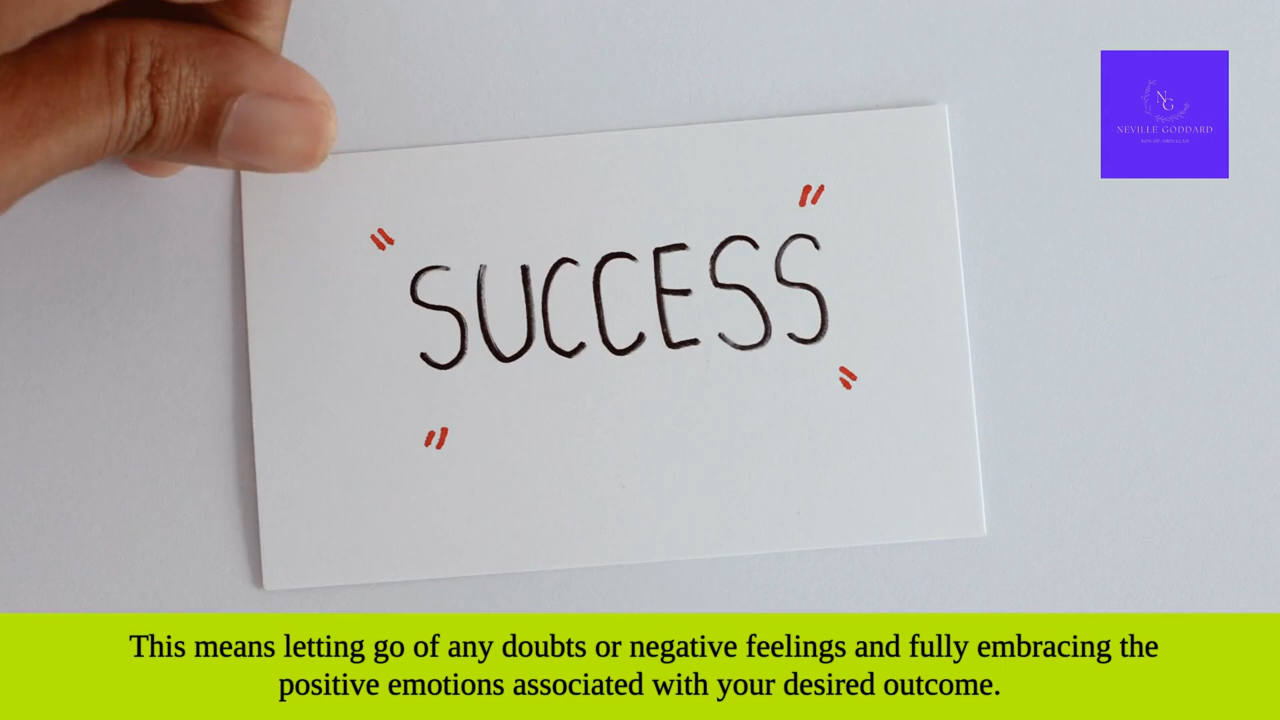 NG
NEVILLE GODDARD
SUCCESS
This means letting go of any doubts or negative feelings and fully embracing the
positive emotions associated with your desired outcome.